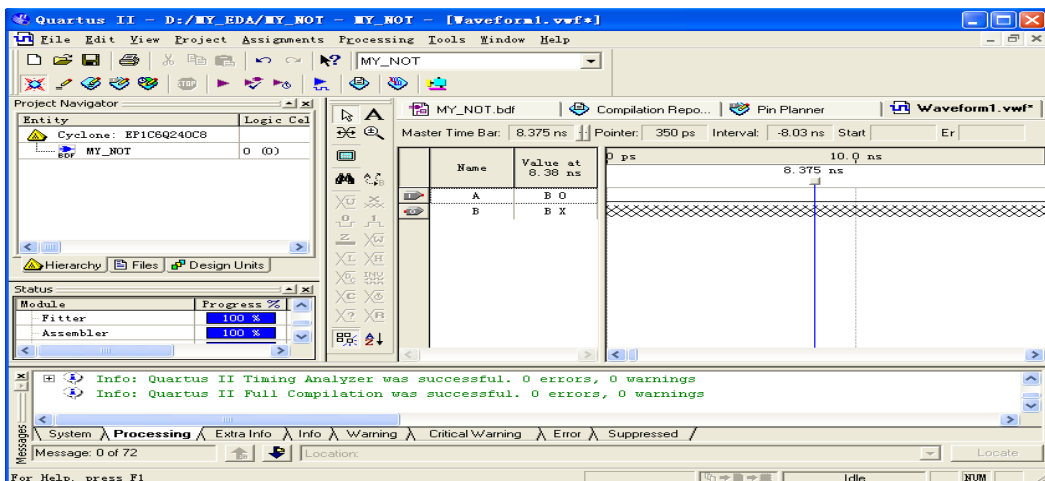 Quartus II - D:/MY_EDA/MY_NOT - MY_NOT - [Waveform1.vwf*]
File Edit View Project Assignments Processing Tools Window Help
MY_NOT
Project Navigator
Entity Logic Cel
Cyclone: EP1C6Q240C8
BDF MY_NOT 0 (0)
Hierarchy Files Design Units
Status
Module Progress %
Fitter 100 %
Assembler 100 %
MY_NOT.bdf Compilation Repo... Pin Planner Waveform1.vwf*
Master Time Bar: 8.375 ns Pointer: 350 ps Interval: -8.03 ns Start Er
Name Value at 8.38 ns
0 ps 10.0 ns
8.375 ns
A B 0
B B X
Info: Quartus II Timing Analyzer was successful. 0 errors, 0 warnings
Info: Quartus II Full Compilation was successful. 0 errors, 0 warnings
Messages
System Processing Extra Info Info Warning Critical Warning Error Suppressed
Message: 0 of 72 Location: Locate
For Help, press F1 Idle NUM